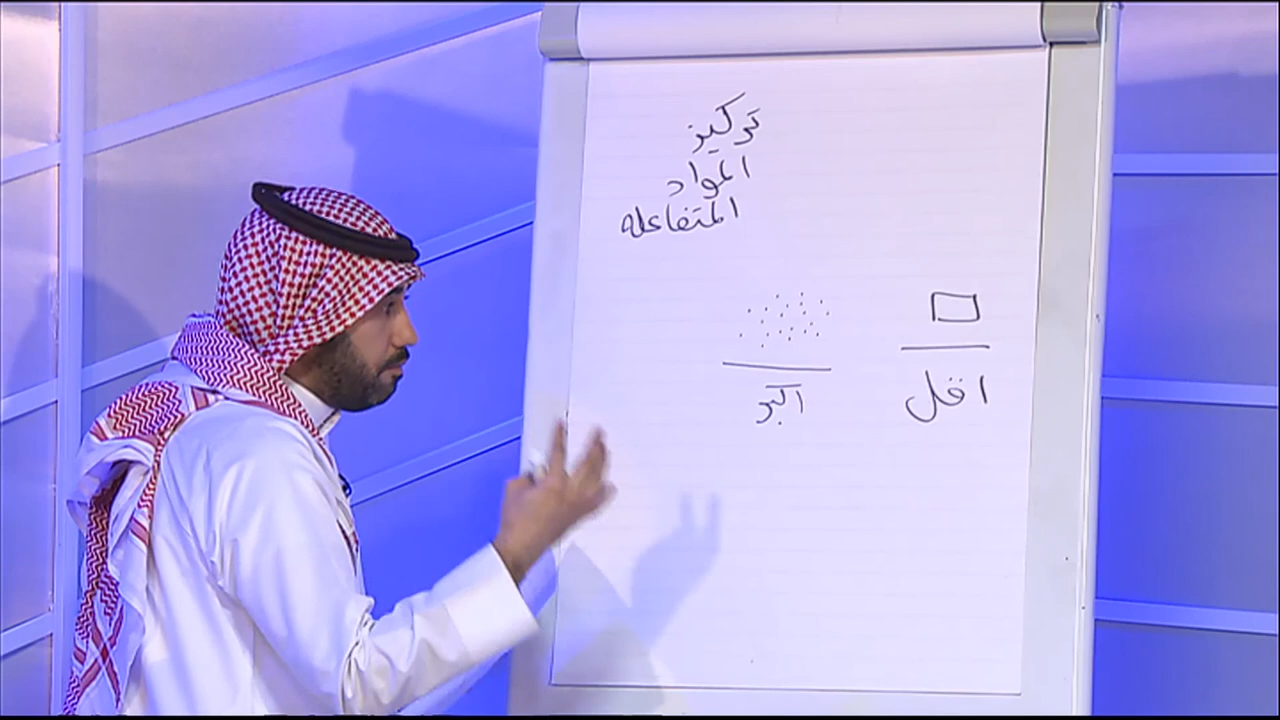 تركيز
المواد
المتفاعله
اقل
اكبر